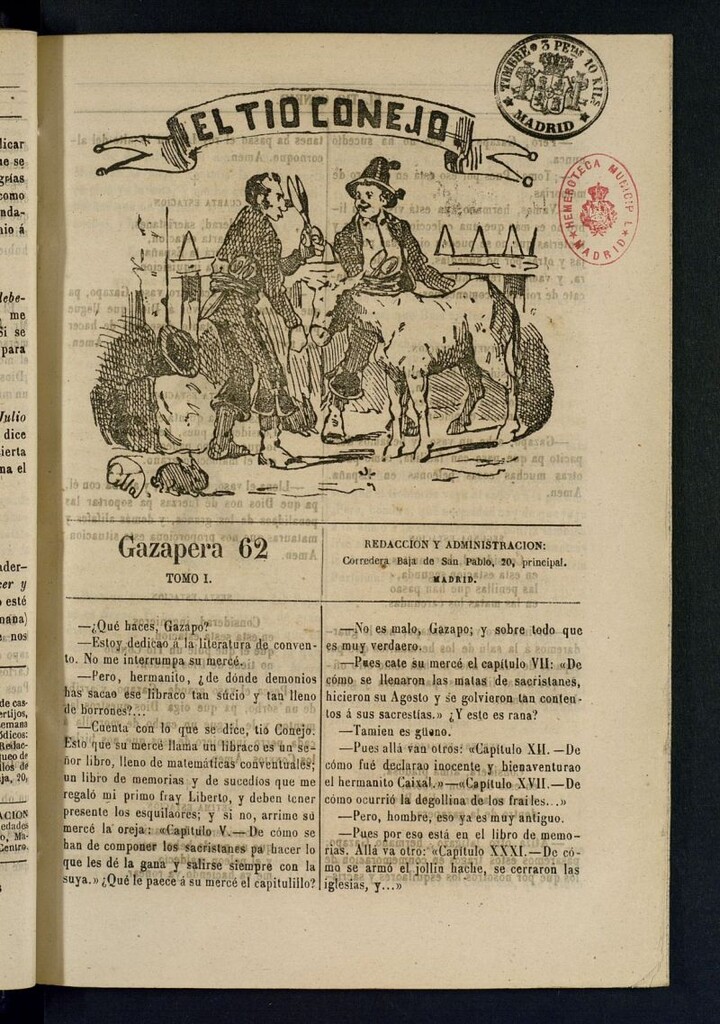 EL TIO CONEJO.
TIMBRE 3 PETAS 10 KILS
MADRID
HEMEROTECA MUNICIPAL
MADRID
Gazapera 62
TOMO I.
REDACCION Y ADMINISTRACION:
Corredera Baja de San Pablo, 20, principal.
MADRID.
—¿Qué haces, Gazapo?
—Estoy dedicao á la literatura de conven-
to. No me interrumpa su mercé.
—Pero, hermanito, ¿de dónde demonios
has sacao ese libraco tan súcio y tan lleno
de borrones?...
—Cuenta con lo que se dice, tio Conejo.
Esto que su mercé llama un libraco es un se-
ñor libro, lleno de matemáticas conventuales;
un libro de memorias y de sucedios que me
regaló mi primo fray Liberto, y deben tener
presente los esquilaores; y si no, arrime su
mercé la oreja: «Capítulo V.—De cómo se
han de componer los sacristanes pa hacer lo
que les dé la gana y salirse siempre con la
suya.» ¿Qué le paece á su mercé el capitulillo?
—No es malo, Gazapo; y sobre todo que
es muy verdaero.
—Pues cate su mercé el capítulo VII: «De
cómo se llenaron las matas de sacristanes,
hicieron su Agosto y se golvieron tan conten-
tos á sus sacrestías.» ¿Y este es rana?
—Tamien es güeno.
—Pues allá van otros: «Capítulo XII.—De
cómo fué declarao inocente y bienaventurao
el hermanito Caixal.»—«Capítulo XVII.—De
cómo ocurrió la degollina de los frailes...»
—Pero, hombre, eso ya es muy antiguo.
—Pues por eso está en el libro de memo-
rias. Allá va otro: «Capítulo XXXI.—De có-
mo se armó el jollin hache, se cerraron las
iglesias, y...»